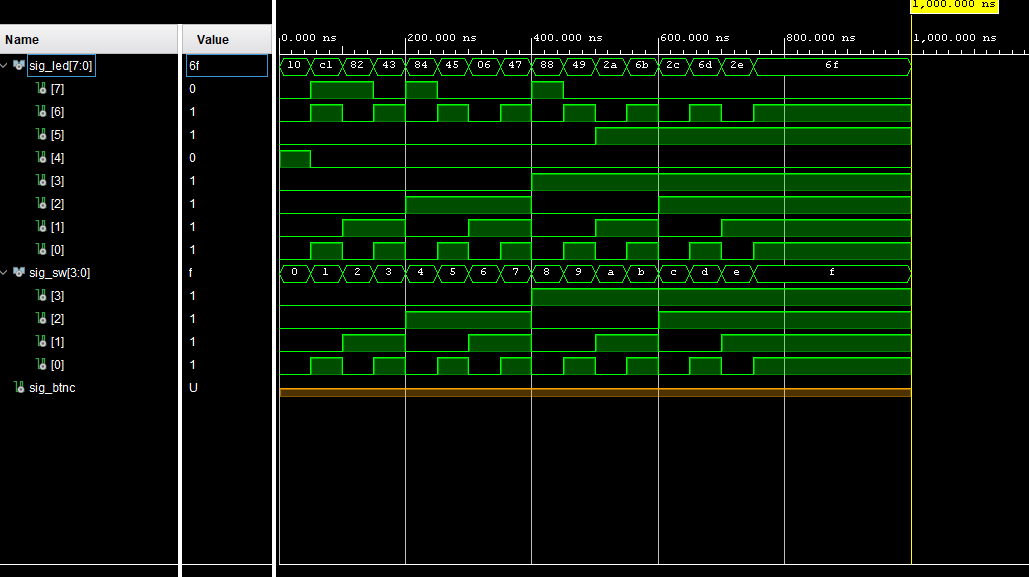 1,000.000 ns
Name Value
0.000 ns 200.000 ns 400.000 ns 600.000 ns 800.000 ns 1,000.000 ns
sig_led[7:0] 6f 10 c1 82 43 84 45 06 47 88 49 2a 6b 2c 6d 2e 6f
[7] 0
[6] 1
[5] 1
[4] 0
[3] 1
[2] 1
[1] 1
[0] 1
sig_sw[3:0] f 0 1 2 3 4 5 6 7 8 9 a b c d e f
[3] 1
[2] 1
[1] 1
[0] 1
sig_btnc U